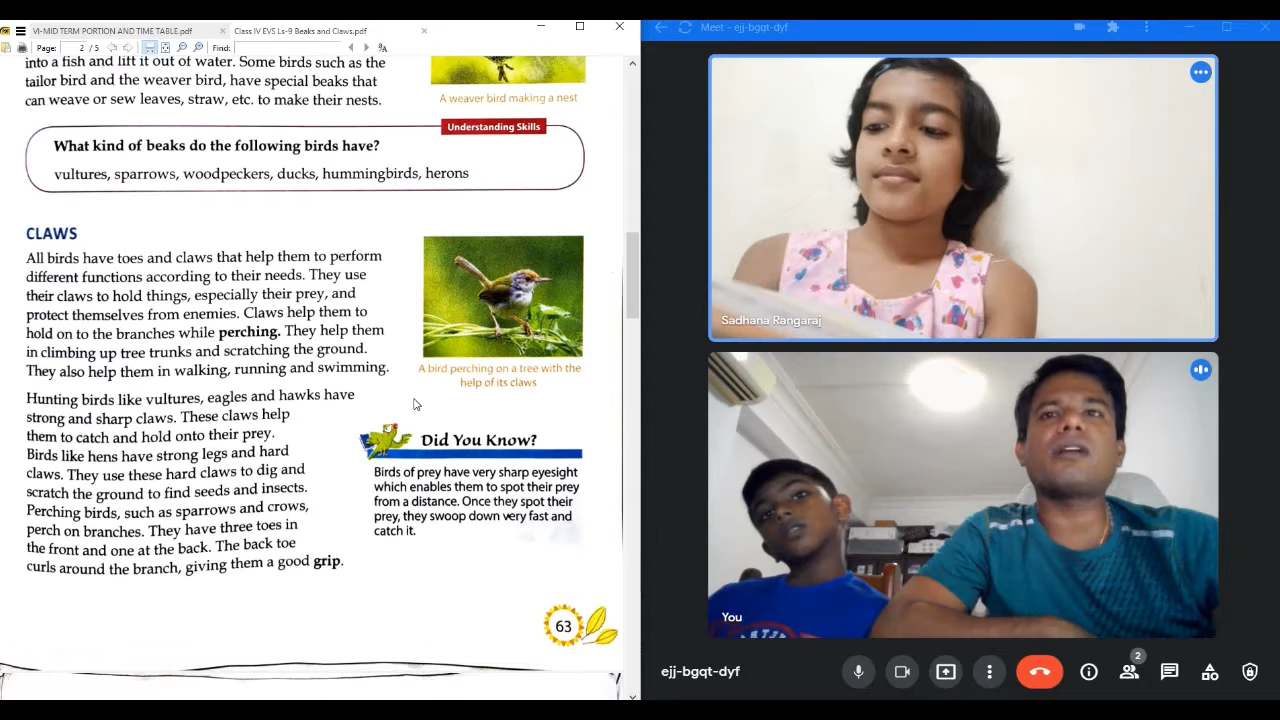 VI-MID TERM PORTION AND TIME TABLE.pdf
Class IV EVS Ls-9 Beaks and Claws.pdf
Page:
2 / 5
Find:
into a fish and lift it out of water. Some birds such as the
tailor bird and the weaver bird, have special beaks that
can weave or sew leaves, straw, etc. to make their nests.
A weaver bird making a nest
Understanding Skills
What kind of beaks do the following birds have?
vultures, sparrows, woodpeckers, ducks, hummingbirds, herons
CLAWS
All birds have toes and claws that help them to perform
different functions according to their needs. They use
their claws to hold things, especially their prey, and
protect themselves from enemies. Claws help them to
hold on to the branches while perching. They help them
in climbing up tree trunks and scratching the ground.
They also help them in walking, running and swimming.
A bird perching on a tree with the
help of its claws
Hunting birds like vultures, eagles and hawks have
strong and sharp claws. These claws help
them to catch and hold onto their prey.
Birds like hens have strong legs and hard
claws. They use these hard claws to dig and
scratch the ground to find seeds and insects.
Perching birds, such as sparrows and crows,
perch on branches. They have three toes in
the front and one at the back. The back toe
curls around the branch, giving them a good grip.
Did You Know?
Birds of prey have very sharp eyesight
which enables them to spot their prey
from a distance. Once they spot their
prey, they swoop down very fast and
catch it.
63
Meet – ejj-bgqt-dyf
Sadhana Rangaraj
You
ejj-bgqt-dyf
2